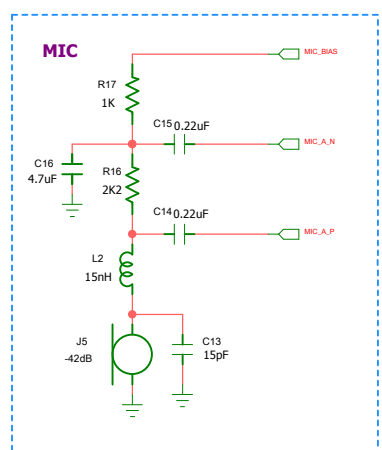 MIC
MIC_BIAS
R17
1K
C15
0.22uF
MIC_A_N
C16
4.7uF
R16
2K2
C14
0.22uF
MIC_A_P
L2
15nH
J5
-42dB
C13
15pF